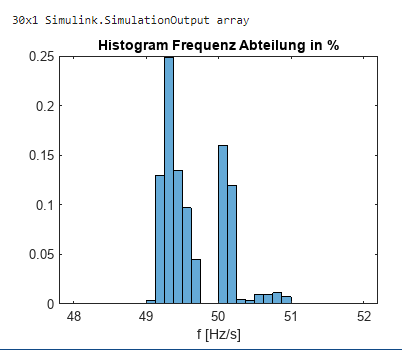 30x1 Simulink.SimulationOutput array
Histogram Frequenz Abteilung in %
0.25
0.2
0.15
0.1
0.05
0
48 49 50 51 52
f [Hz/s]